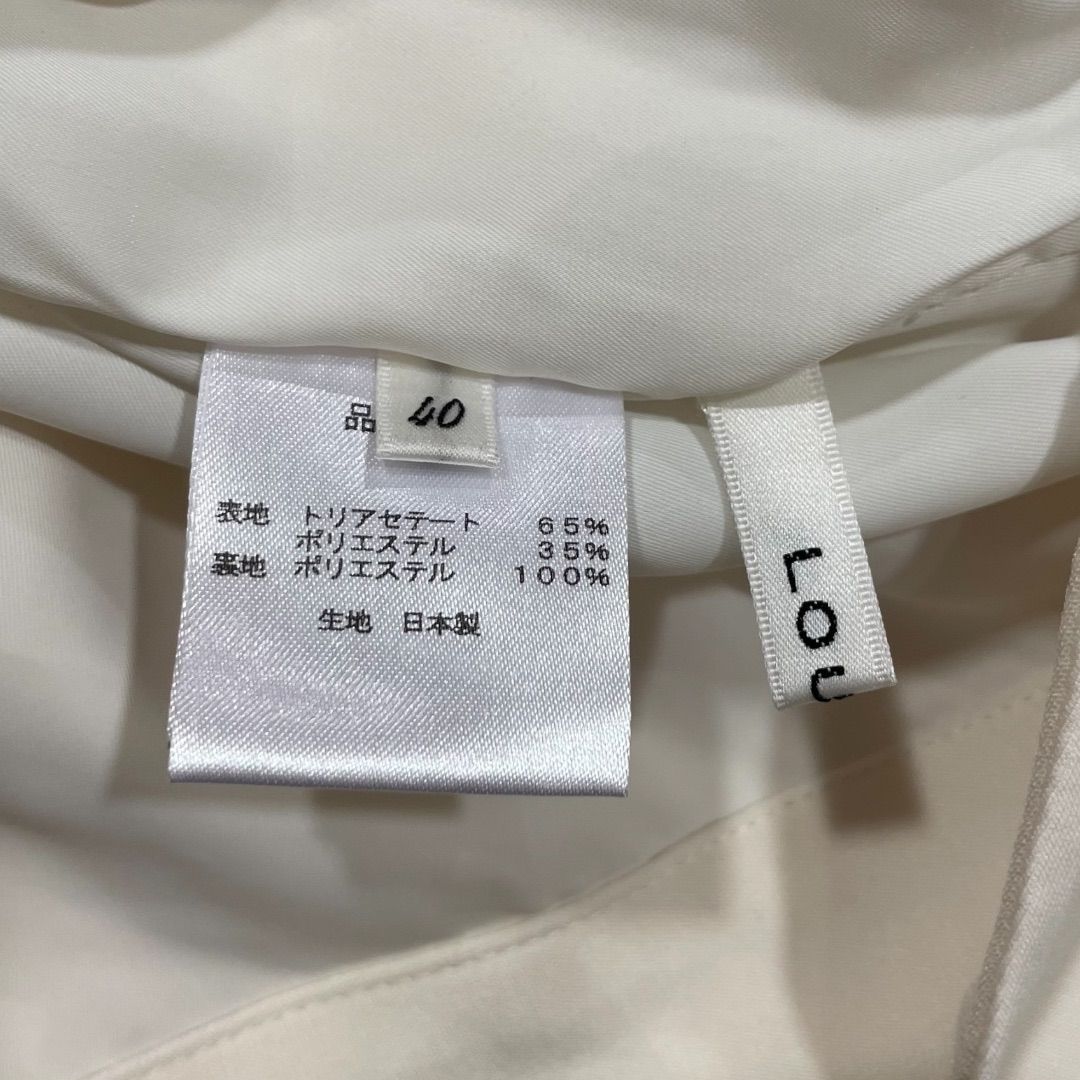 品
40
表地 トリアセテート 65%
ポリエステル 35%
裏地 ポリエステル 100%
生地 日本製
LOU